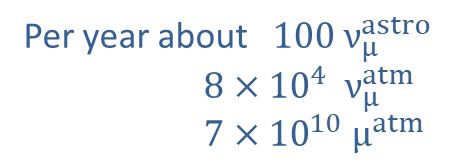 Per year about 100 ν_μ^astro
8 × 10^4 ν_μ^atm
7 × 10^10 μ^atm